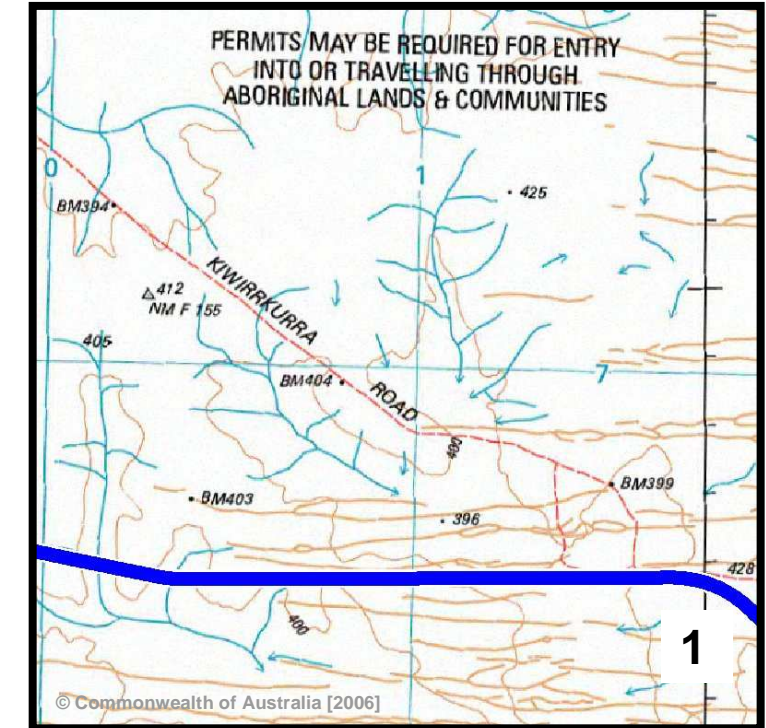 PERMITS MAY BE REQUIRED FOR ENTRY
INTO OR TRAVELLING THROUGH
ABORIGINAL LANDS & COMMUNITIES
0
1
425
BM394
KIWIRRKURRA
412
NM F 155
405
7
BM404
ROAD
400
BM399
BM403
396
428
400
1
© Commonwealth of Australia [2006]